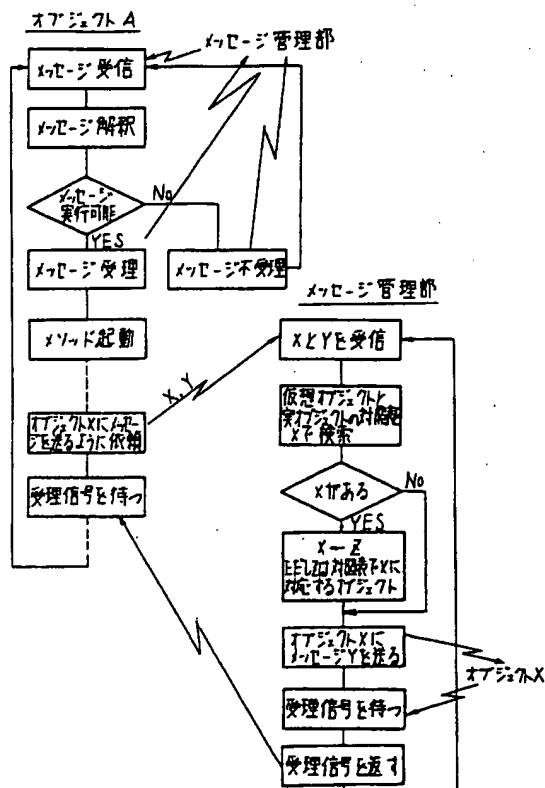 オブジェクトA
メッセージ管理部
メッセージ受信
メッセージ解釈
メッセージ
実行可能
No
YES
メッセージ受理
メッセージ不受理
メソッド起動
オブジェクトXにメッセー
ジを送るように依頼
受理信号を待つ
X,Y
メッセージ管理部
XとYを受信
仮想オブジェクトと
実オブジェクトの対応表を
Xで検索
Xがある
No
YES
X←Z
ただしZは対応表でXに
対応するオブジェクト
オブジェクトXに
メッセージYを送る
オブジェクトX
受理信号を待つ
受理信号を返す